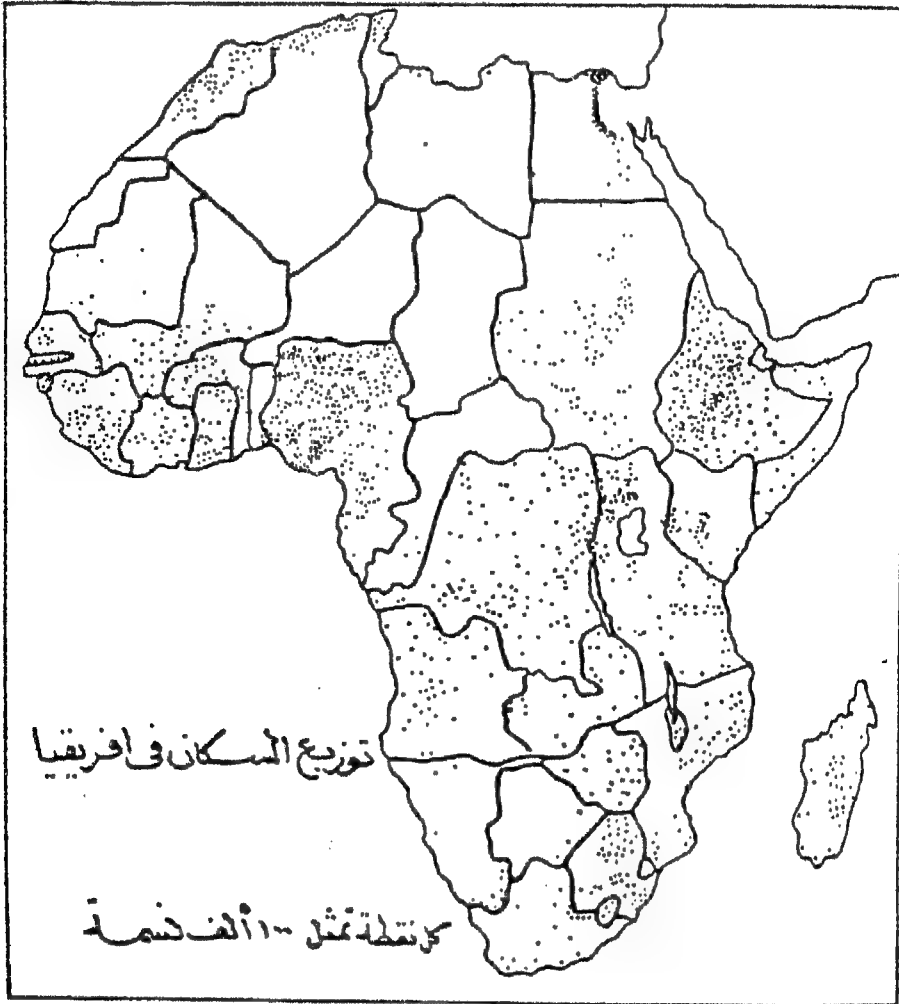 توزيع السكان فى افريقيا
كل نقطة تمثل ١٠٠ ألف نسمة